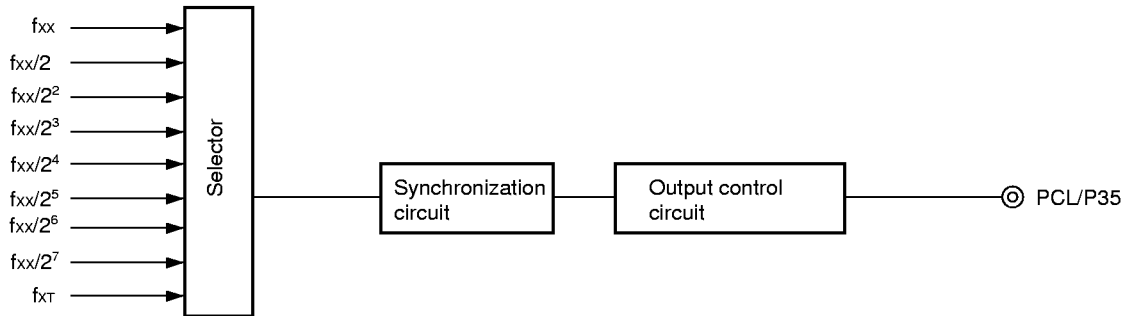 fXX
fXX/2
fXX/2²
fXX/2³
fXX/2⁴
fXX/2⁵
fXX/2⁶
fXX/2⁷
fXT
Selector
Synchronization
circuit
Output control
circuit
PCL/P35